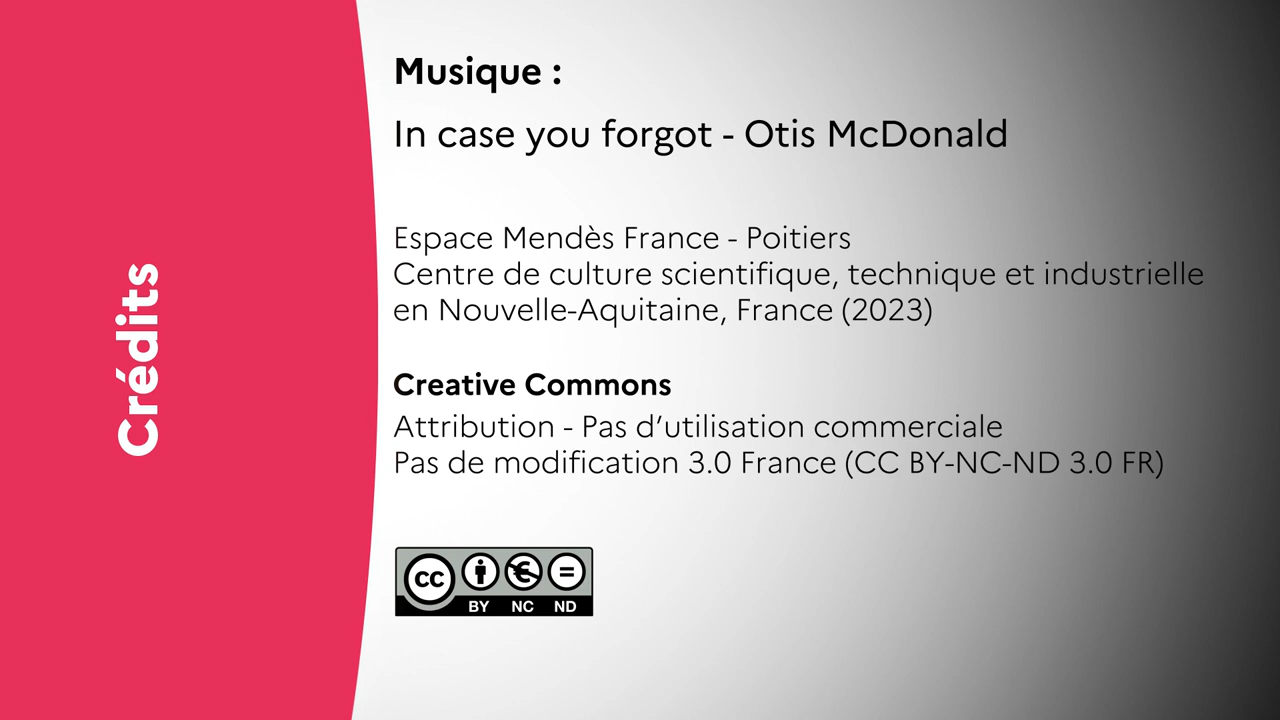 Crédits
Musique :
In case you forgot - Otis McDonald
Espace Mendès France - Poitiers
Centre de culture scientifique, technique et industrielle
en Nouvelle-Aquitaine, France (2023)
Creative Commons
Attribution - Pas d’utilisation commerciale
Pas de modification 3.0 France (CC BY-NC-ND 3.0 FR)
CC
BY NC ND